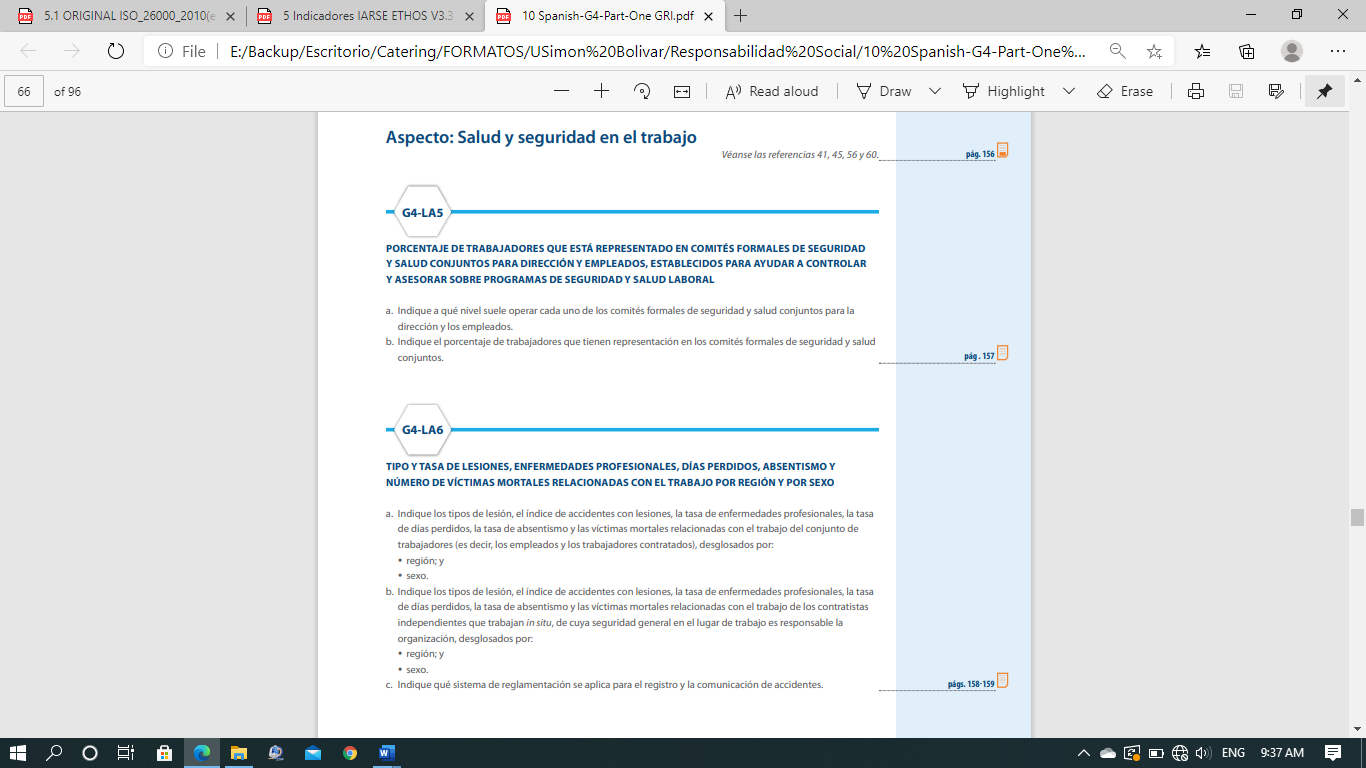 5.1 ORIGINAL ISO_26000_2010(e
5 Indicadores IARSE ETHOS V3.3
10 Spanish-G4-Part-One GRI.pdf
File
E:/Backup/Escritorio/Catering/FORMATOS/USimon%20Bolivar/Responsabilidad%20Social/10%20Spanish-G4-Part-One%...
66 of 96
Read aloud
Draw
Highlight
Erase
Aspecto: Salud y seguridad en el trabajo
Véanse las referencias 41, 45, 56 y 60.
pág. 156
G4-LA5
PORCENTAJE DE TRABAJADORES QUE ESTÁ REPRESENTADO EN COMITÉS FORMALES DE SEGURIDAD
Y SALUD CONJUNTOS PARA DIRECCIÓN Y EMPLEADOS, ESTABLECIDOS PARA AYUDAR A CONTROLAR
Y ASESORAR SOBRE PROGRAMAS DE SEGURIDAD Y SALUD LABORAL
a. Indique a qué nivel suele operar cada uno de los comités formales de seguridad y salud conjuntos para la
dirección y los empleados.
b. Indique el porcentaje de trabajadores que tienen representación en los comités formales de seguridad y salud
conjuntos.
pág . 157
G4-LA6
TIPO Y TASA DE LESIONES, ENFERMEDADES PROFESIONALES, DÍAS PERDIDOS, ABSENTISMO Y
NÚMERO DE VÍCTIMAS MORTALES RELACIONADAS CON EL TRABAJO POR REGIÓN Y POR SEXO
a. Indique los tipos de lesión, el índice de accidentes con lesiones, la tasa de enfermedades profesionales, la tasa
de días perdidos, la tasa de absentismo y las víctimas mortales relacionadas con el trabajo del conjunto de
trabajadores (es decir, los empleados y los trabajadores contratados), desglosados por:
• región; y
• sexo.
b. Indique los tipos de lesión, el índice de accidentes con lesiones, la tasa de enfermedades profesionales, la tasa
de días perdidos, la tasa de absentismo y las víctimas mortales relacionadas con el trabajo de los contratistas
independientes que trabajan in situ, de cuya seguridad general en el lugar de trabajo es responsable la
organización, desglosados por:
• región; y
• sexo.
c. Indique qué sistema de reglamentación se aplica para el registro y la comunicación de accidentes.
págs. 158-159
ENG
9:37 AM